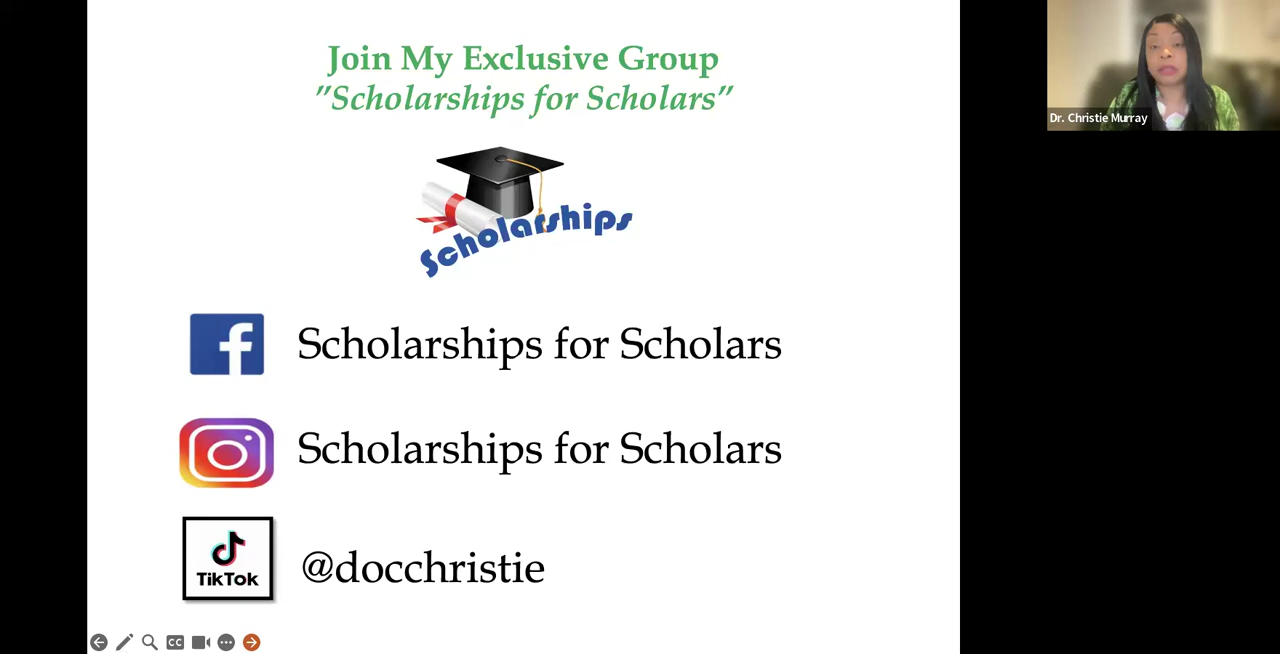 Join My Exclusive Group
”Scholarships for Scholars”
Scholarships
Scholarships for Scholars
Scholarships for Scholars
TikTok
@docchristie
Dr. Christie Murray
CC